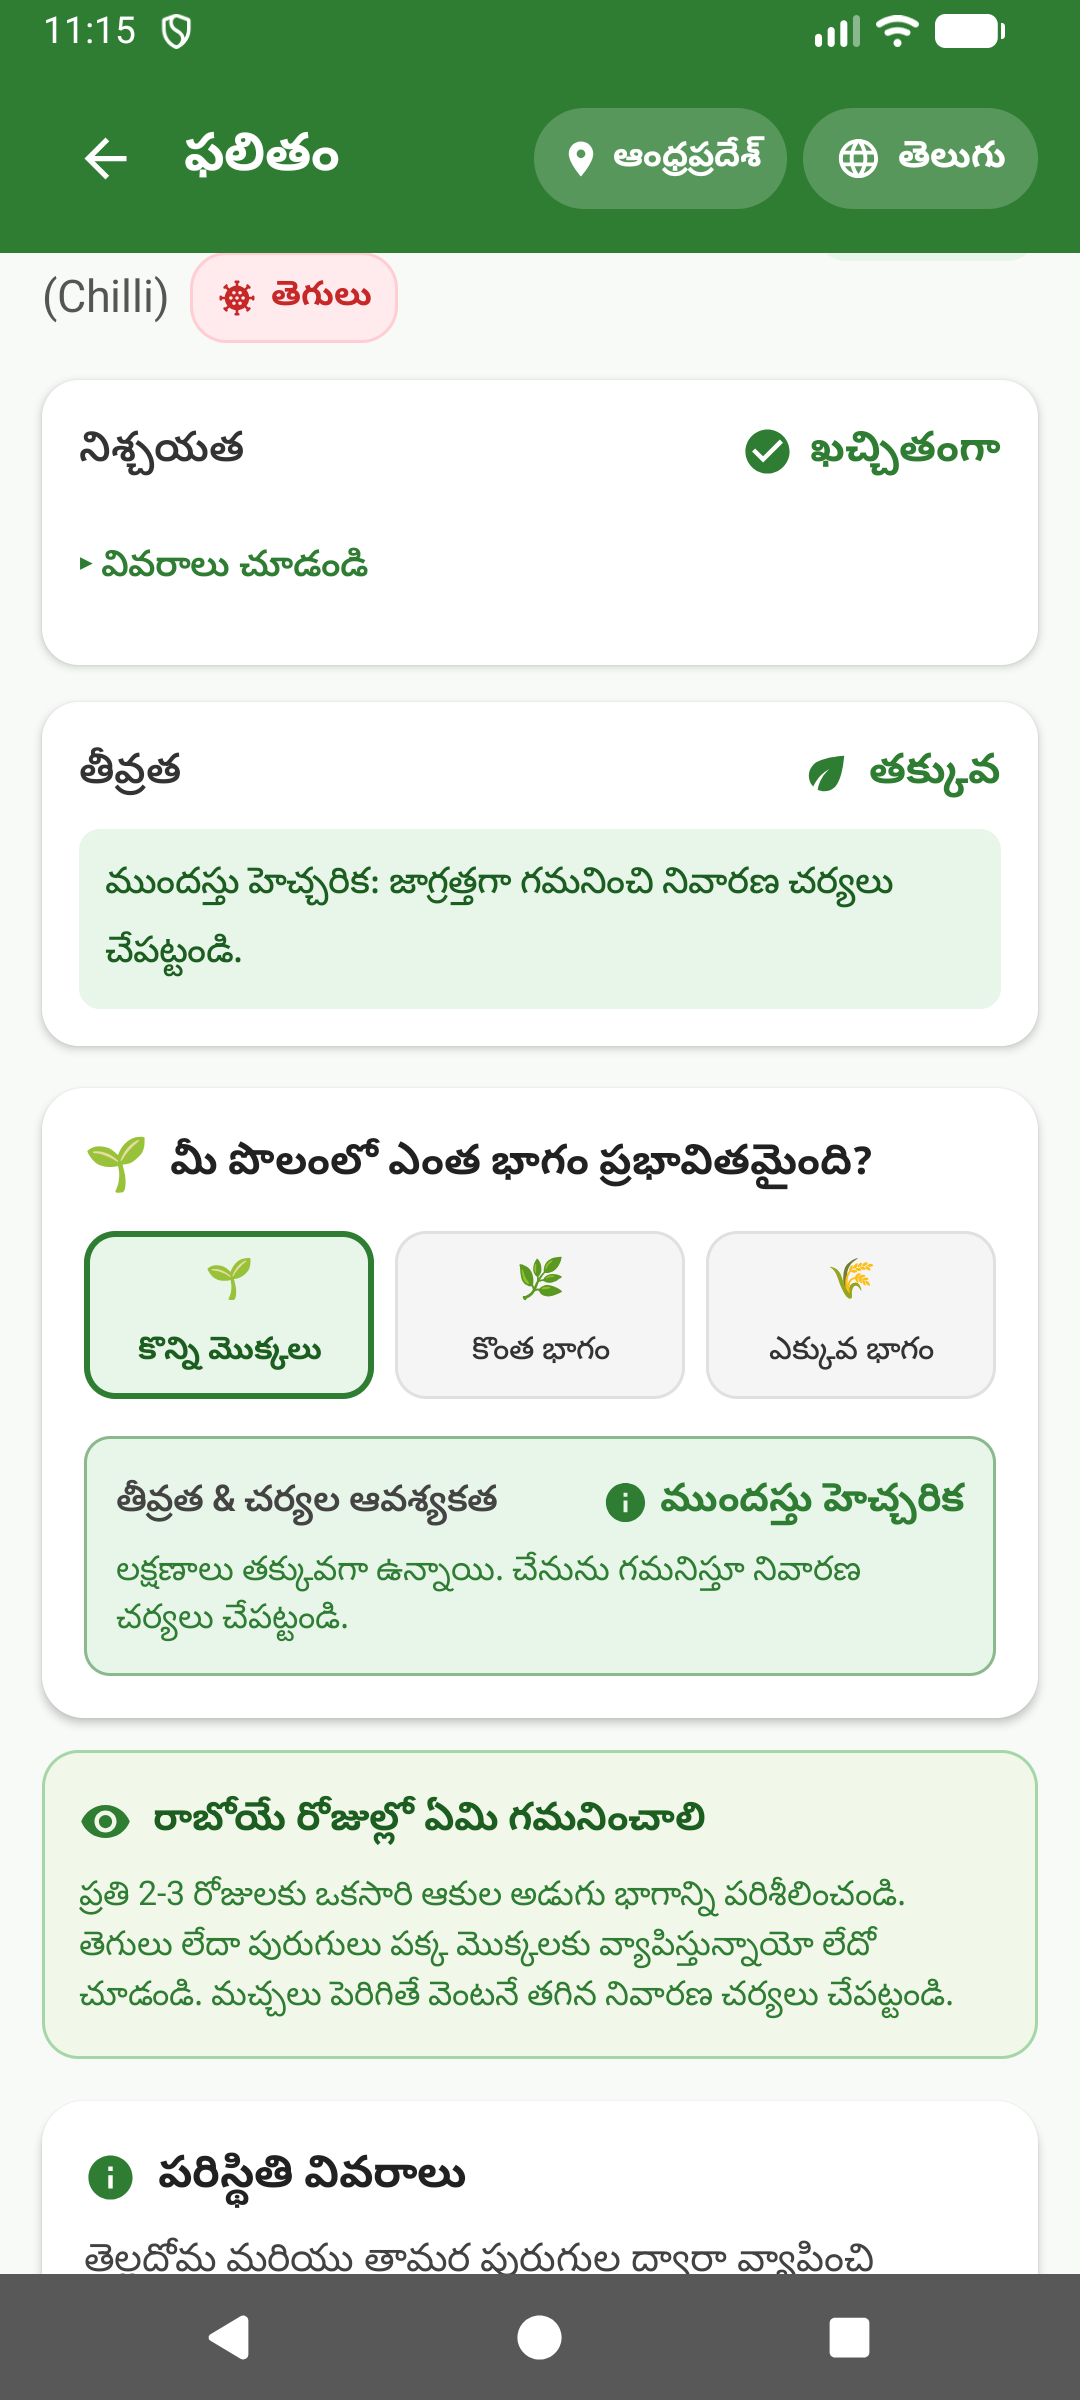 11:15
ఫలితం
ఆంధ్రప్రదేశ్
తెలుగు
(Chilli) తెగులు
నిశ్చయత
ఖచ్చితంగా
▸ వివరాలు చూడండి
తీవ్రత
తక్కువ
ముందస్తు హెచ్చరిక: జాగ్రత్తగా గమనించి నివారణ చర్యలు
చేపట్టండి.
మీ పొలంలో ఎంత భాగం ప్రభావితమైంది?
కొన్ని మొక్కలు
కొంత భాగం
ఎక్కువ భాగం
తీవ్రత & చర్యల ఆవశ్యకత
ముందస్తు హెచ్చరిక
లక్షణాలు తక్కువగా ఉన్నాయి. చేనును గమనిస్తూ నివారణ
చర్యలు చేపట్టండి.
రాబోయే రోజుల్లో ఏమి గమనించాలి
ప్రతి 2-3 రోజులకు ఒకసారి ఆకుల అడుగు భాగాన్ని పరిశీలించండి.
తెగులు లేదా పురుగులు పక్క మొక్కలకు వ్యాపిస్తున్నాయో లేదో
చూడండి. మచ్చలు పెరిగితే వెంటనే తగిన నివారణ చర్యలు చేపట్టండి.
పరిస్థితి వివరాలు
తెల్లదోమ మరియు తామర పురుగుల ద్వారా వ్యాపించి